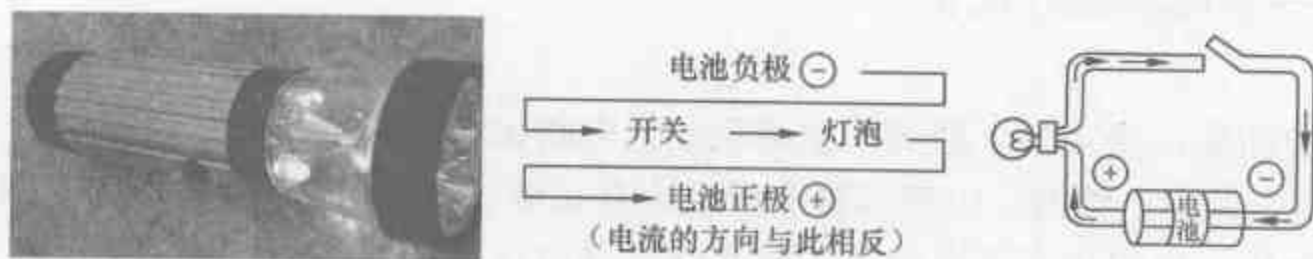 电池负极 ⊖
开关 灯泡
电池正极 ⊕
（电流的方向与此相反）
⊕ ⊖
电池